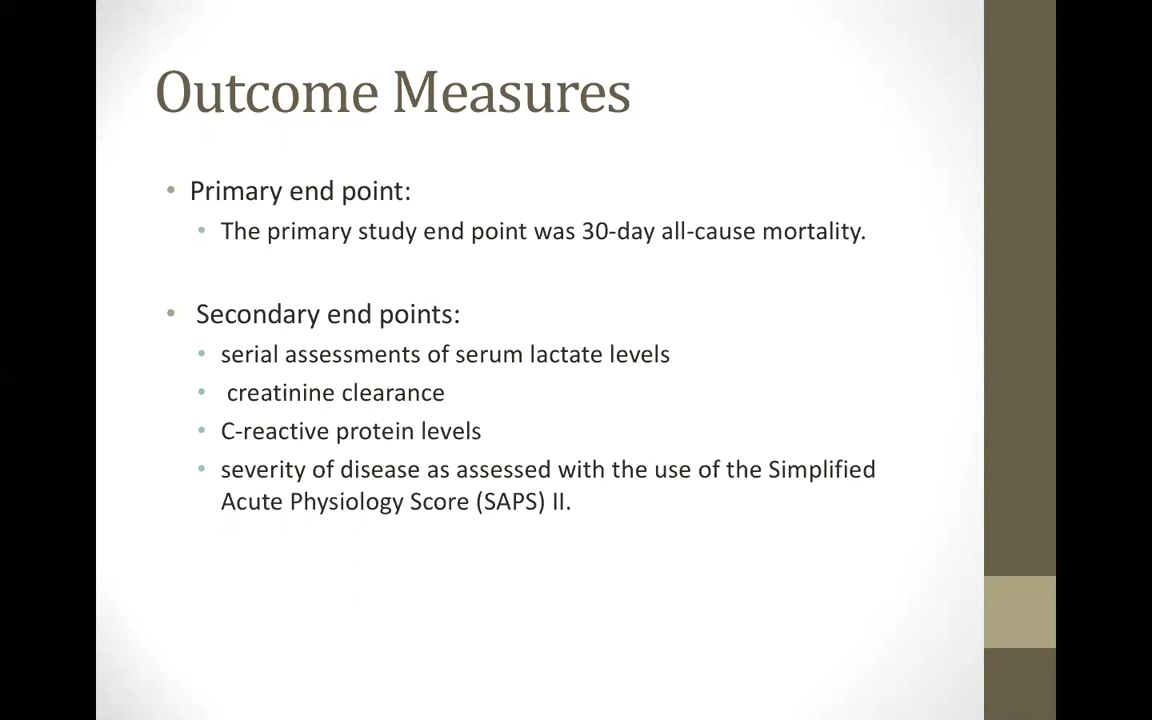 Outcome Measures
• Primary end point:
• The primary study end point was 30-day all-cause mortality.
• Secondary end points:
• serial assessments of serum lactate levels
• creatinine clearance
• C-reactive protein levels
• severity of disease as assessed with the use of the Simplified
Acute Physiology Score (SAPS) II.